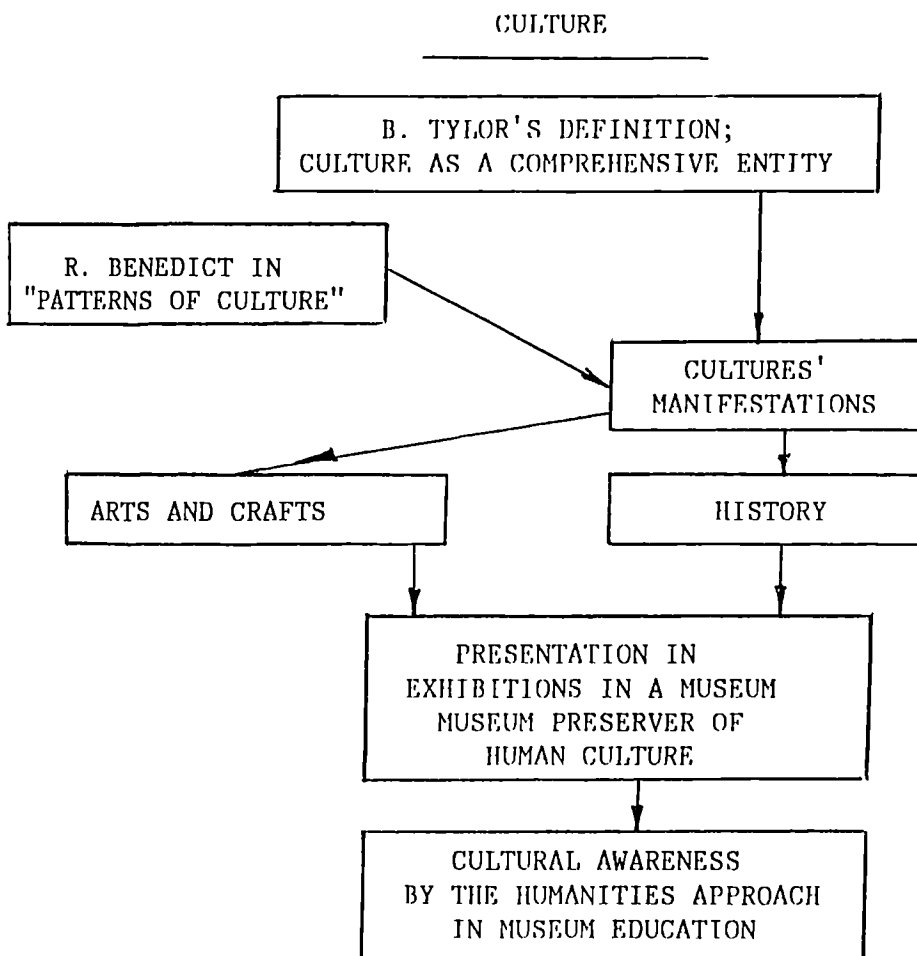 CULTURE
B. TYLOR'S DEFINITION;
CULTURE AS A COMPREHENSIVE ENTITY
R. BENEDICT IN
"PATTERNS OF CULTURE"
CULTURES'
MANIFESTATIONS
ARTS AND CRAFTS
HISTORY
PRESENTATION IN
EXHIBITIONS IN A MUSEUM
MUSEUM PRESERVER OF
HUMAN CULTURE
CULTURAL AWARENESS
BY THE HUMANITIES APPROACH
IN MUSEUM EDUCATION